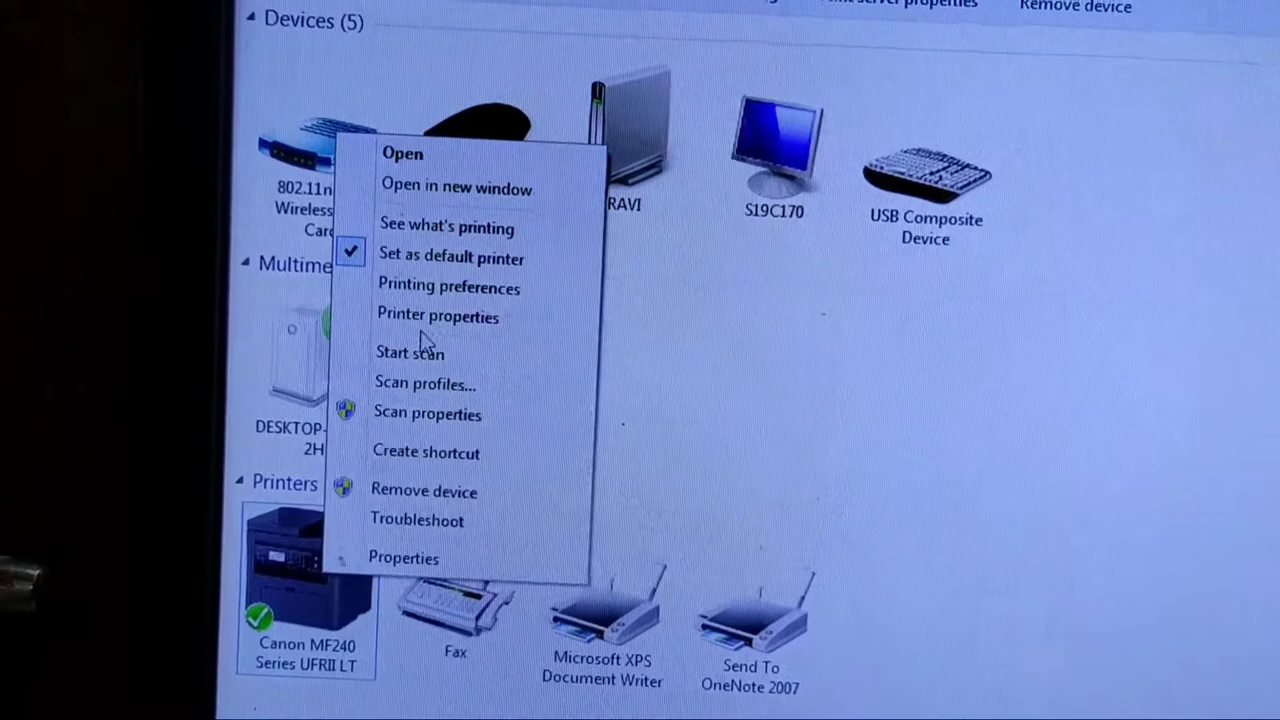 properties
Remove device
Devices (5)
802.11n
Wireless
RAVI
S19C170
USB Composite
Device
Open
Open in new window
See what's printing
Set as default printer
Printing preferences
Printer properties
Start scan
Scan profiles...
Scan properties
Create shortcut
Remove device
Troubleshoot
Properties
Multime
DESKTOP-
2H
Printers
Canon MF240
Series UFRII LT
Fax
Microsoft XPS
Document Writer
Send To
OneNote 2007